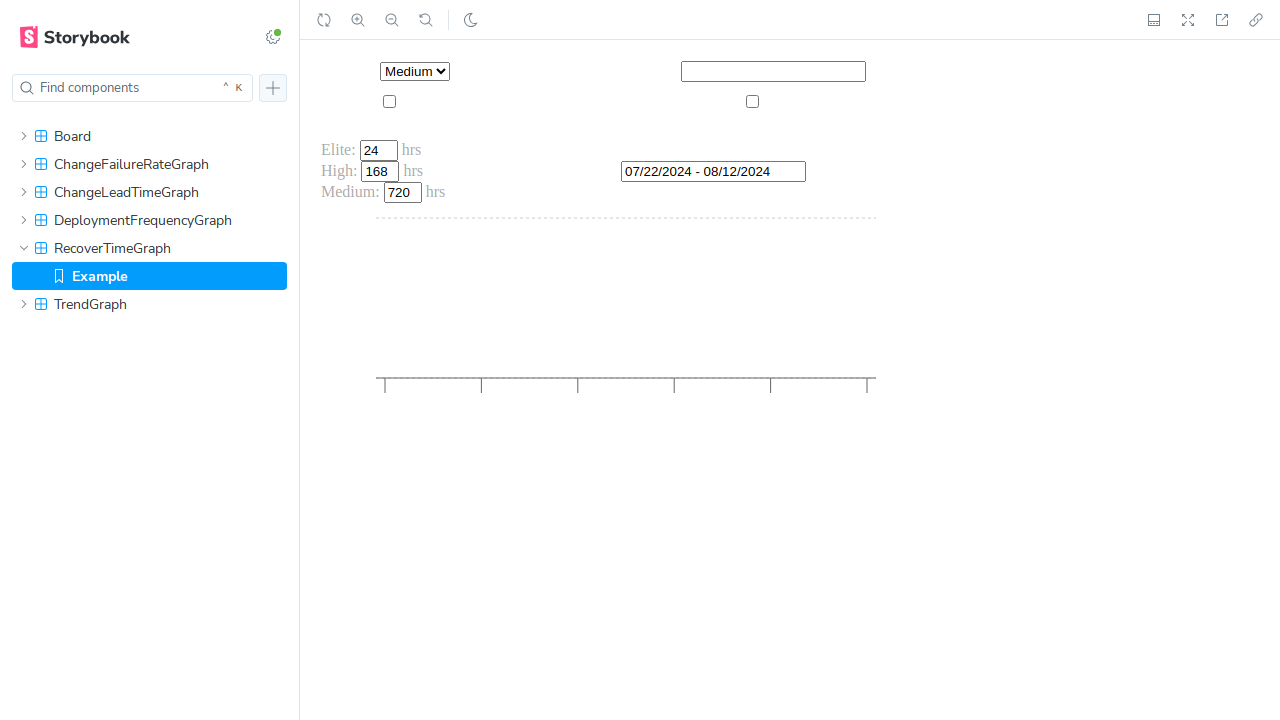 Storybook
Find components
^ K
Board
ChangeFailureRateGraph
ChangeLeadTimeGraph
DeploymentFrequencyGraph
RecoverTimeGraph
Example
TrendGraph
Medium
Elite: 24 hrs
High: 168 hrs
Medium: 720 hrs
07/22/2024 - 08/12/2024